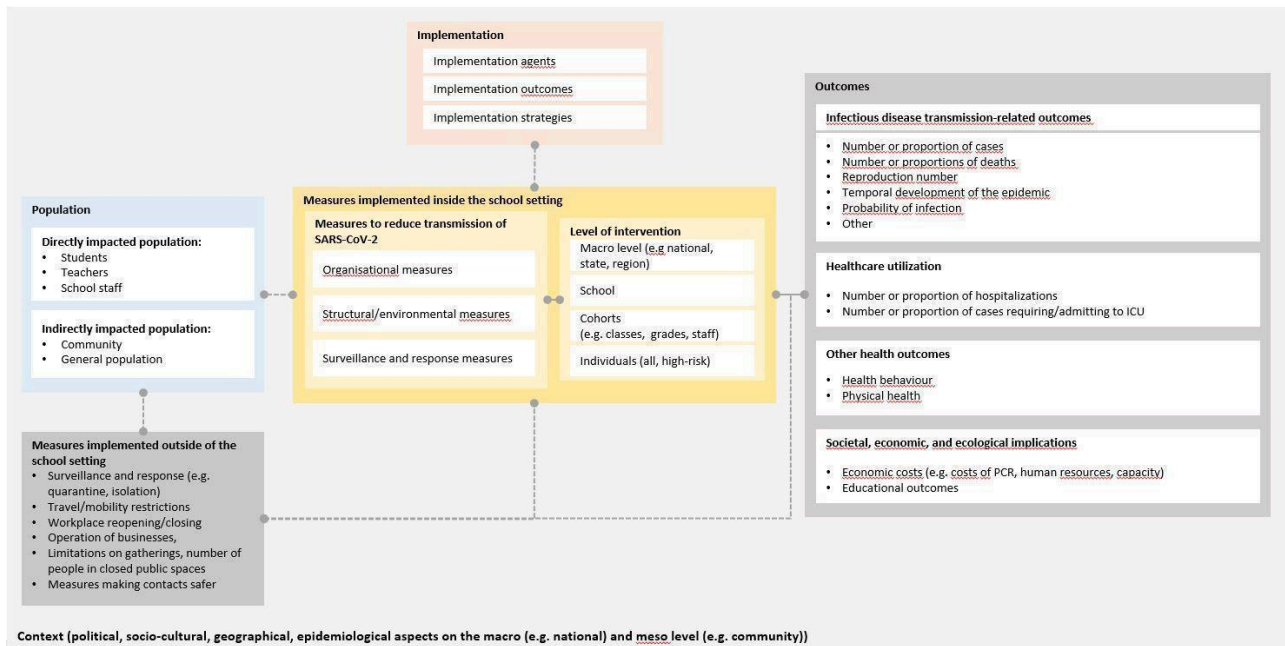 Implementation
Implementation agents
Implementation outcomes
Implementation strategies
Population
Directly impacted population:
• Students
• Teachers
• School staff
Indirectly impacted population:
• Community
• General population
Measures implemented outside of the
school setting
• Surveillance and response (e.g.
quarantine, isolation)
• Travel/mobility restrictions
• Workplace reopening/closing
• Operation of businesses,
• Limitations on gatherings, number of
people in closed public spaces
• Measures making contacts safer
Measures implemented inside the school setting
Measures to reduce transmission of
SARS-CoV-2
Organisational measures
Structural/environmental measures
Surveillance and response measures
Level of intervention
Macro level (e.g national,
state, region)
School
Cohorts
(e.g. classes, grades, staff)
Individuals (all, high-risk)
Outcomes
Infectious disease transmission-related outcomes
• Number or proportion of cases
• Number or proportions of deaths
• Reproduction number
• Temporal development of the epidemic
• Probability of infection
• Other
Healthcare utilization
• Number or proportion of hospitalizations
• Number or proportion of cases requiring/admitting to ICU
Other health outcomes
• Health behaviour
• Physical health
Societal, economic, and ecological implications
• Economic costs (e.g. costs of PCR, human resources, capacity)
• Educational outcomes
Context (political, socio-cultural, geographical, epidemiological aspects on the macro (e.g. national) and meso level (e.g. community))